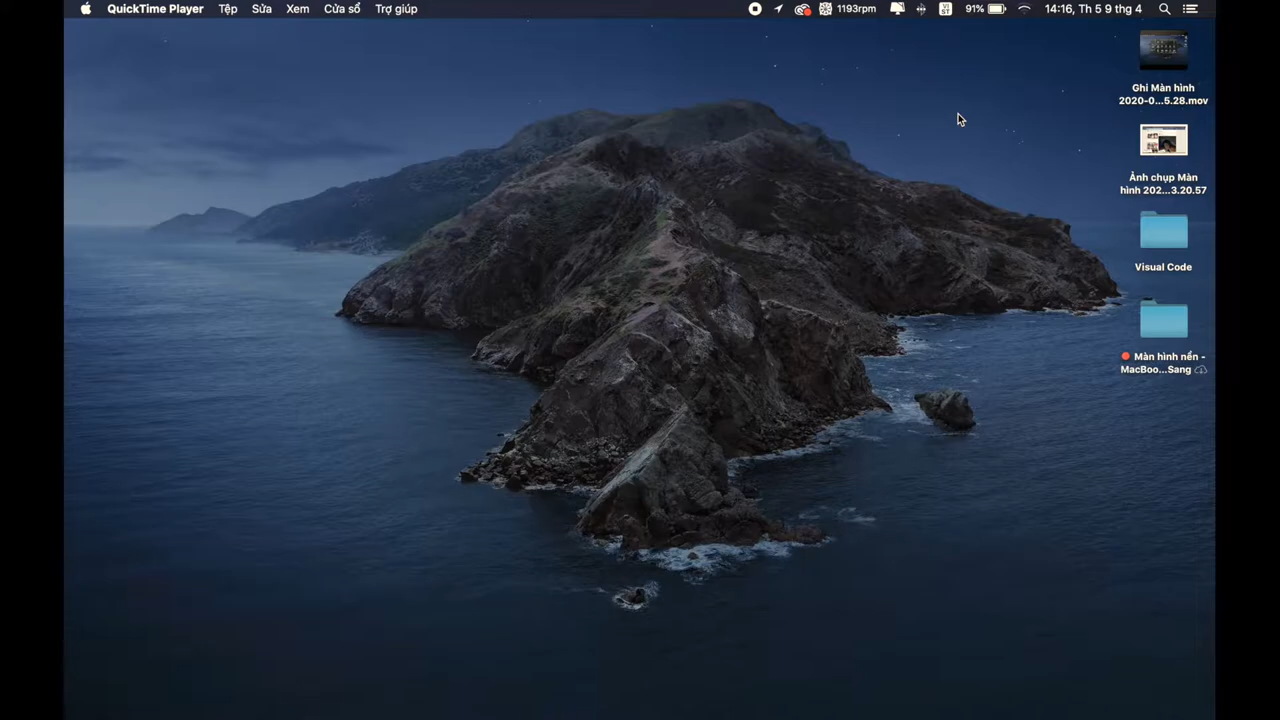 QuickTime Player Tệp Sửa Xem Cửa sổ Trợ giúp 1193rpm VI ST 91% 14:16, Th 5 9 thg 4
Ghi Màn hình
2020-0...5.28.mov
Ảnh chụp Màn
hình 202...3.20.57
Visual Code
Màn hình nền -
MacBoo...Sang